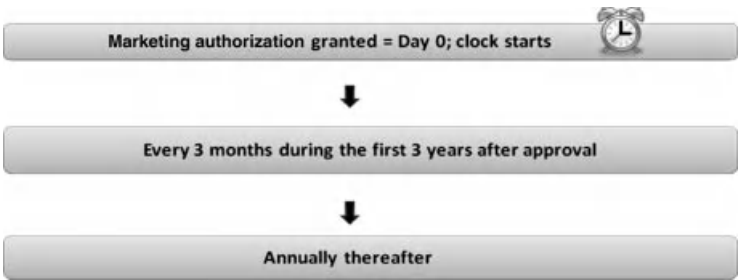 Marketing authorization granted = Day 0; clock starts
Every 3 months during the first 3 years after approval
Annually thereafter